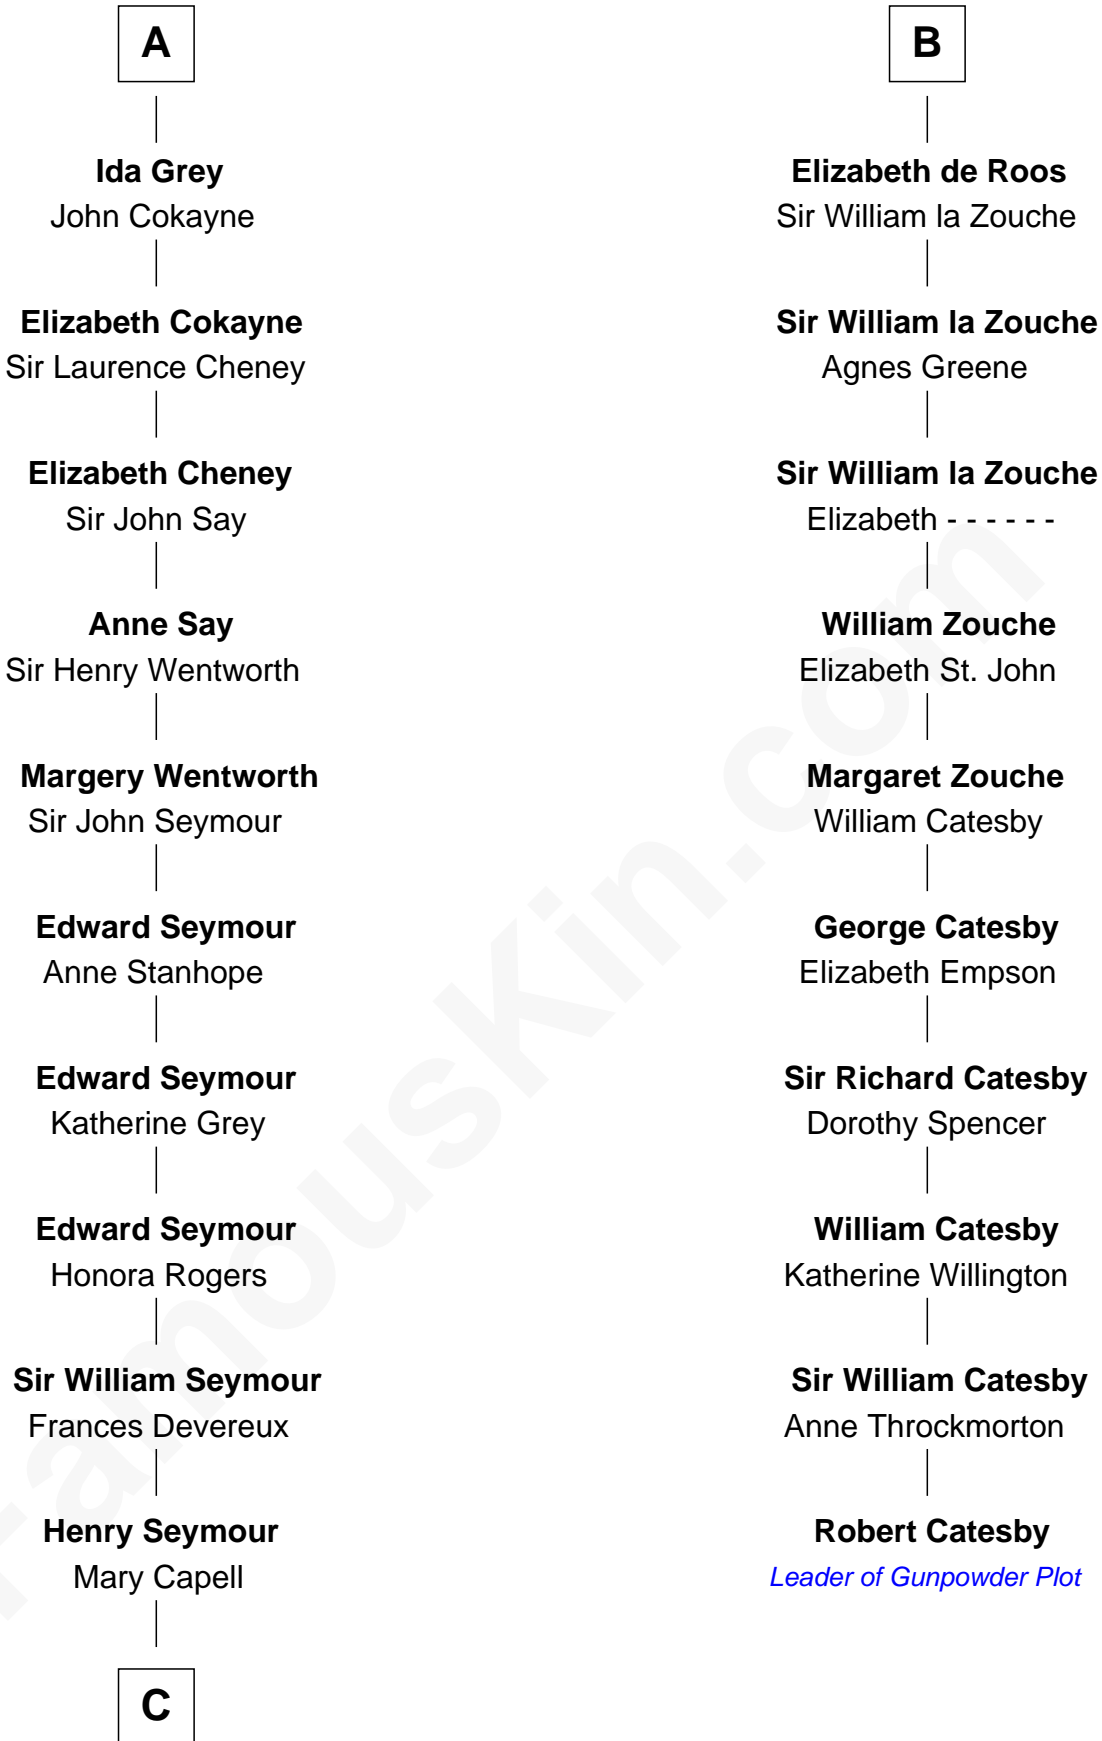 A
Ida Grey
John Cokayne
Elizabeth Cokayne
Sir Laurence Cheney
Elizabeth Cheney
Sir John Say
Anne Say
Sir Henry Wentworth
Margery Wentworth
Sir John Seymour
Edward Seymour
Anne Stanhope
Edward Seymour
Katherine Grey
Edward Seymour
Honora Rogers
Sir William Seymour
Frances Devereux
Henry Seymour
Mary Capell
C
B
Elizabeth de Roos
Sir William la Zouche
Sir William la Zouche
Agnes Greene
Sir William la Zouche
Elizabeth - - - - - -
William Zouche
Elizabeth St. John
Margaret Zouche
William Catesby
George Catesby
Elizabeth Empson
Sir Richard Catesby
Dorothy Spencer
William Catesby
Katherine Willington
Sir William Catesby
Anne Throckmorton
Robert Catesby
Leader of Gunpowder Plot
FamousKin.com